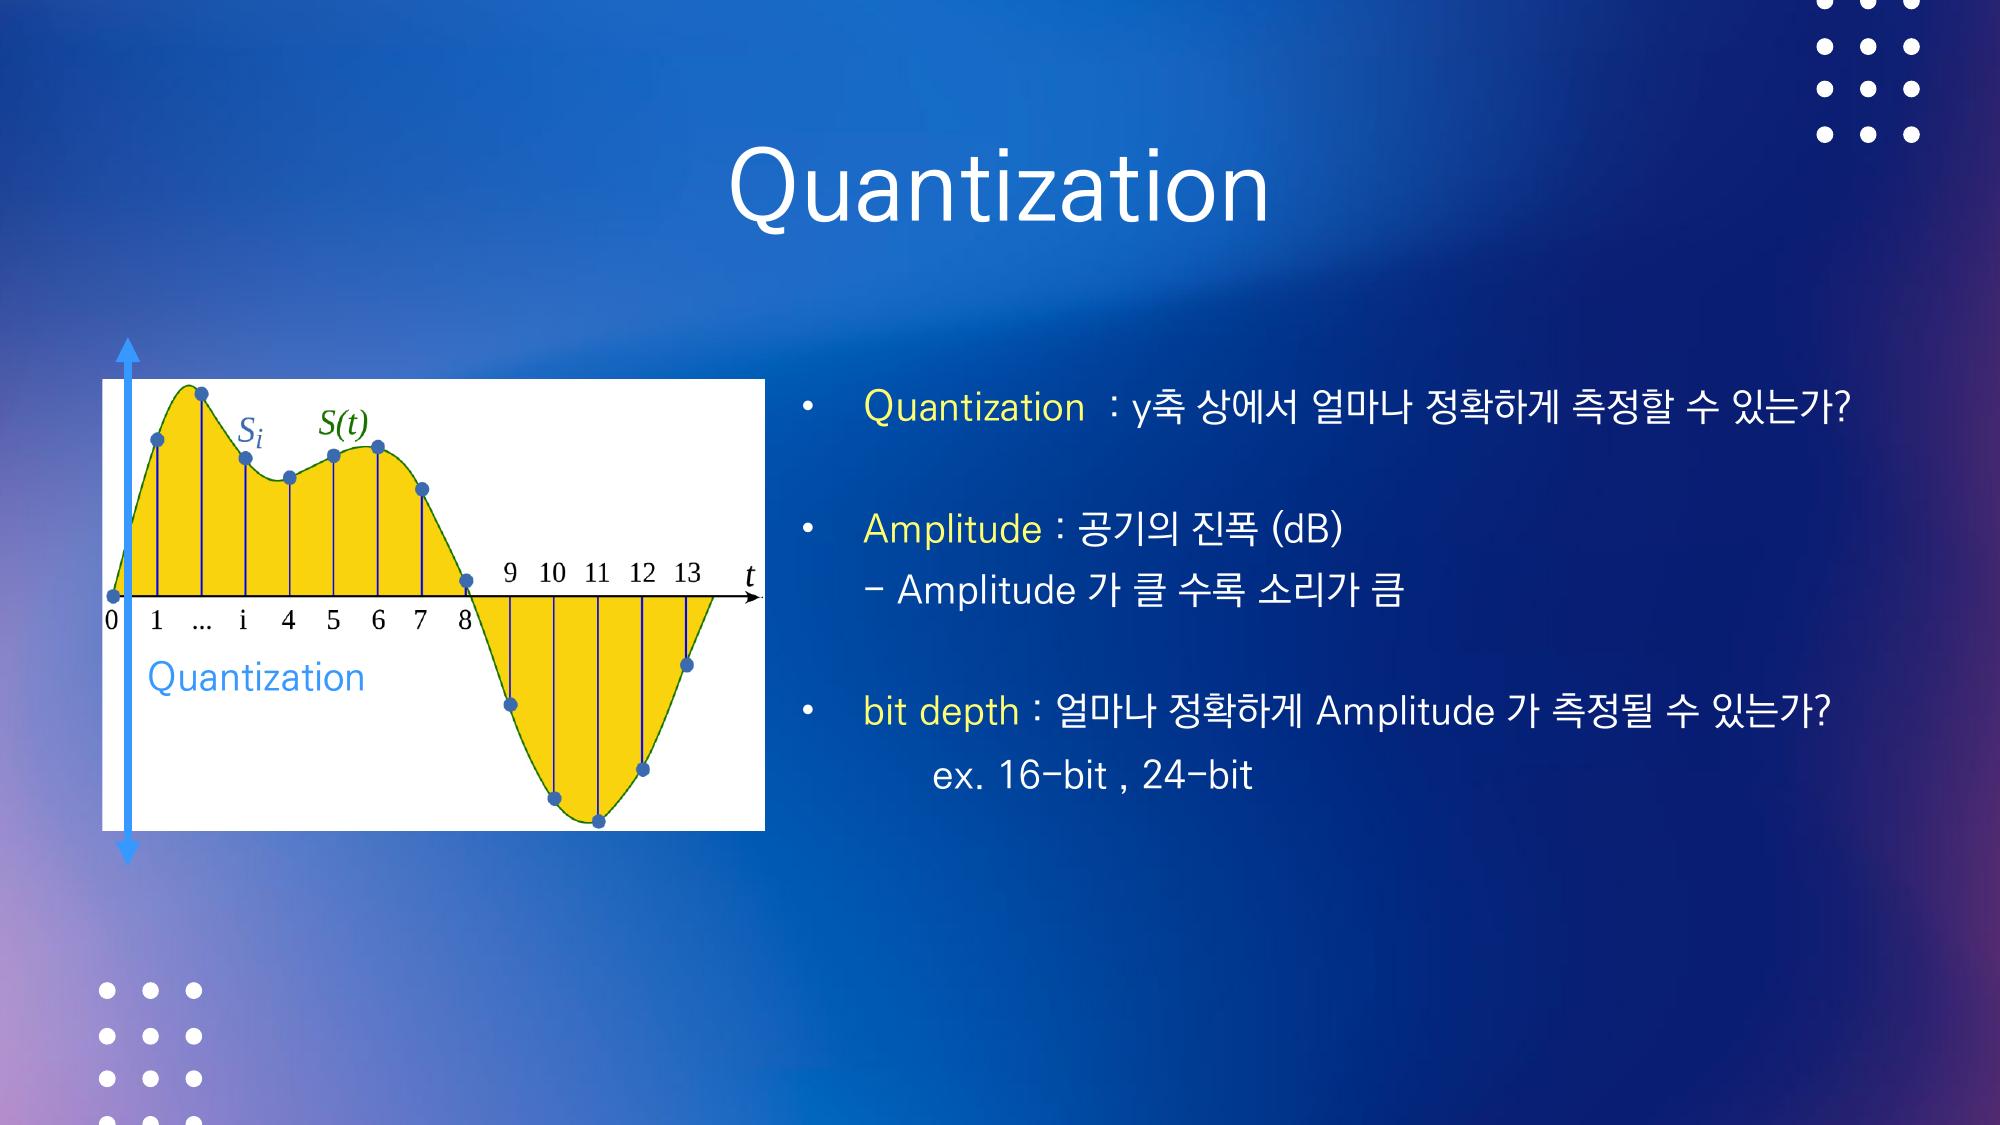 Quantization
S(t)
Si
9 10 11 12 13 t
0 1 ... i 4 5 6 7 8
Quantization
• Quantization : y축 상에서 얼마나 정확하게 측정할 수 있는가?
• Amplitude : 공기의 진폭 (dB)
- Amplitude 가 클 수록 소리가 큼
• bit depth : 얼마나 정확하게 Amplitude 가 측정될 수 있는가?
ex. 16-bit , 24-bit